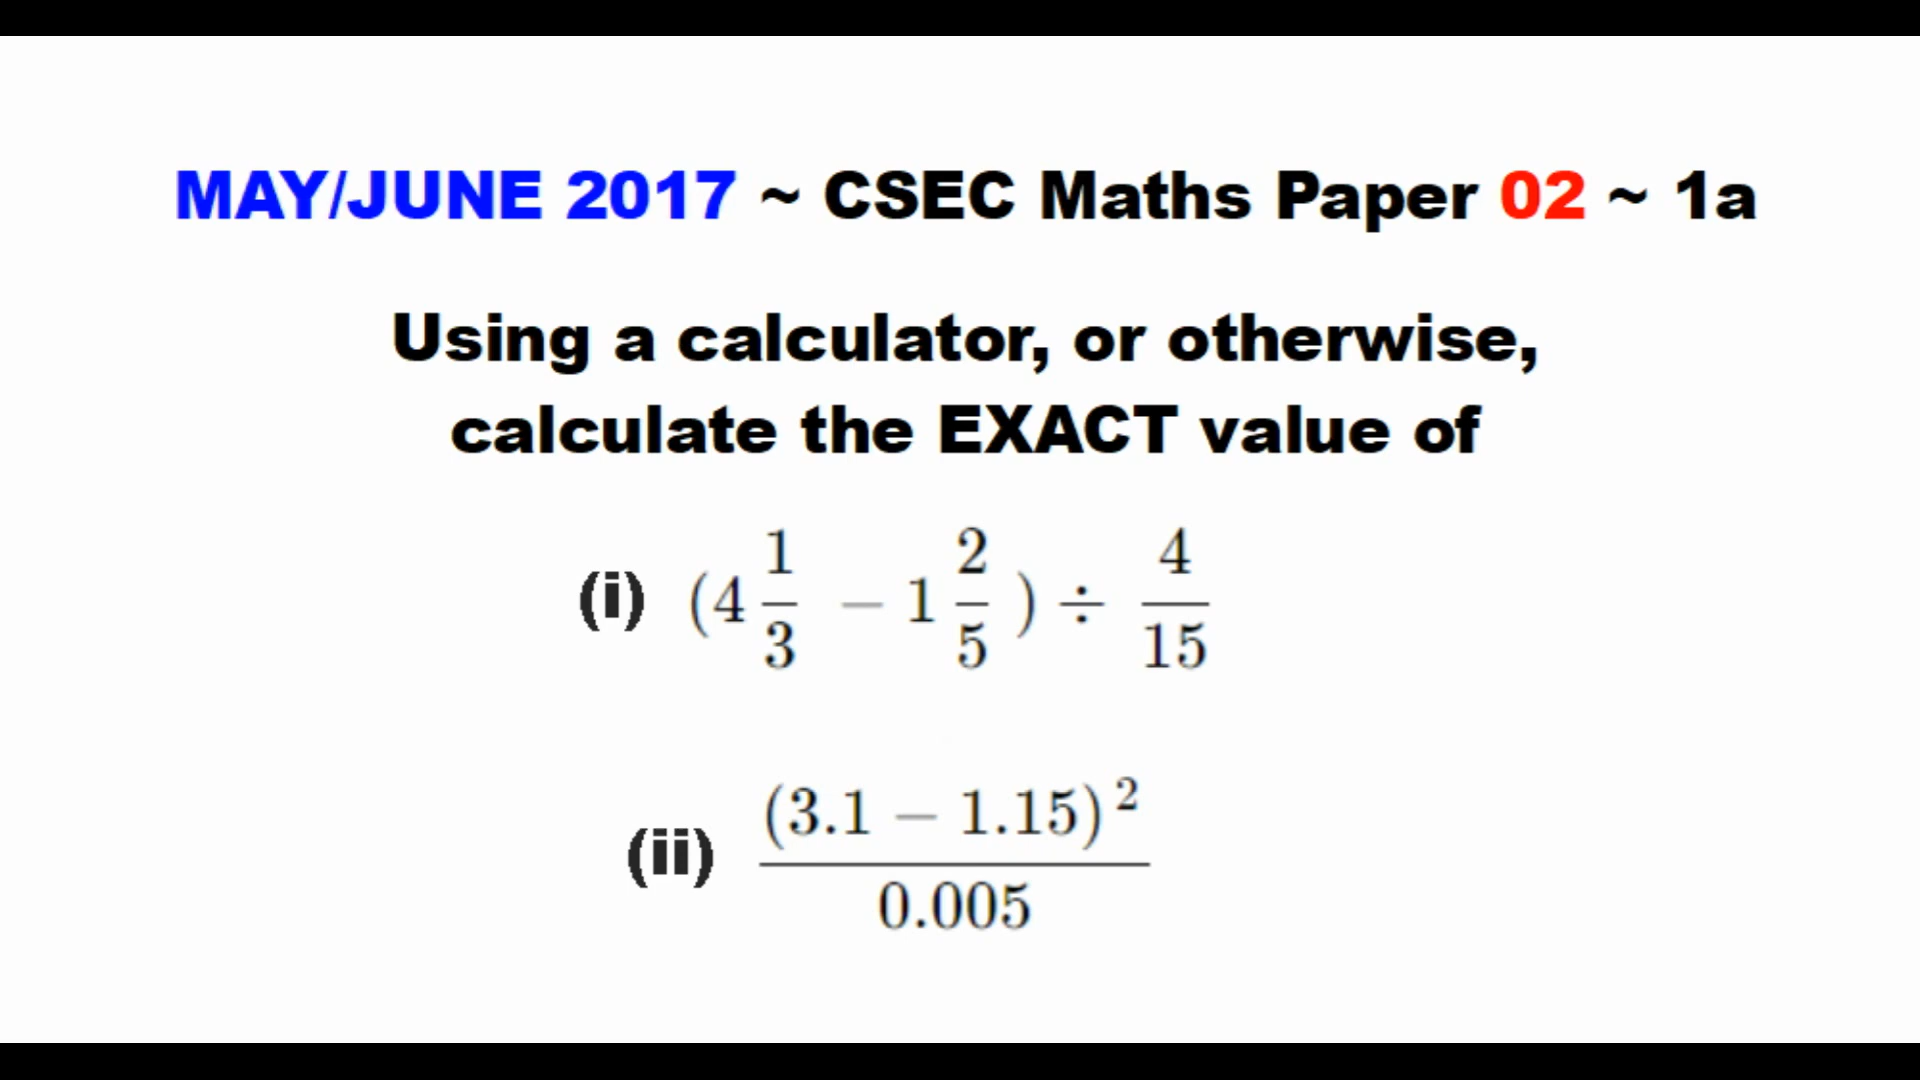 MAY/JUNE 2017 ~ CSEC Maths Paper 02 ~ 1a
Using a calculator, or otherwise,
calculate the EXACT value of
(i) (4 1/3 − 1 2/5) ÷ 4/15
(ii) (3.1 − 1.15)² / 0.005